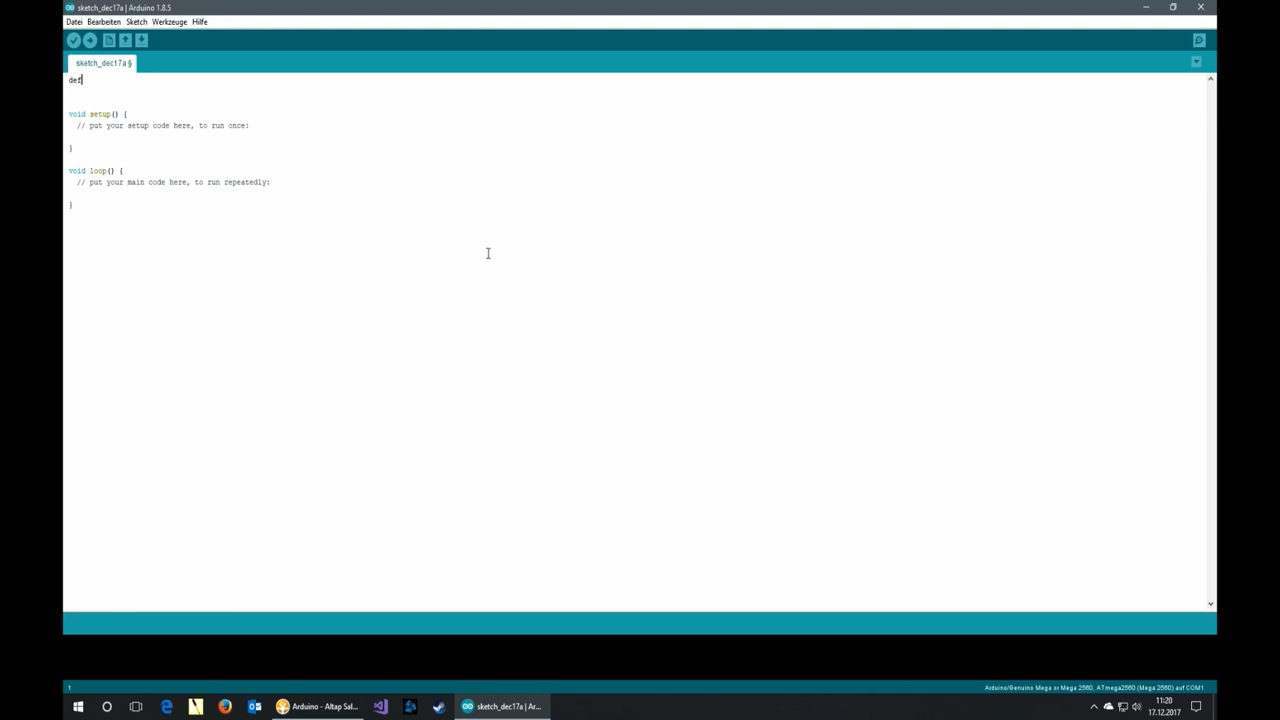 sketch_dec17a | Arduino 1.8.5
Datei Bearbeiten Sketch Werkzeuge Hilfe
sketch_dec17a §
def
void setup() {
// put your setup code here, to run once:
}
void loop() {
// put your main code here, to run repeatedly:
}
1
Arduino/Genuino Mega or Mega 2560, ATmega2560 (Mega 2560) auf COM1
Arduino - Altap Sal...
sketch_dec17a | Ar...
11:20
17.12.2017